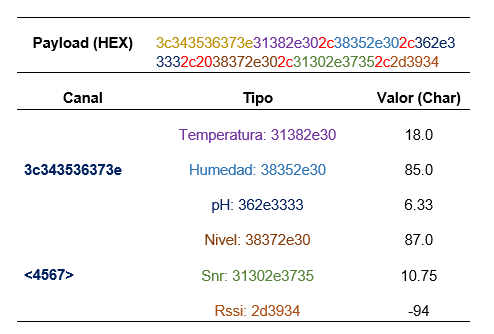 Payload (HEX) 3c343536373e31382e302c38352e302c362e3
3332c2038372e302c31302e37352c2d3934
Canal Tipo Valor (Char)
Temperatura: 31382e30 18.0
3c343536373e Humedad: 38352e30 85.0
pH: 362e3333 6.33
Nivel: 38372e30 87.0
<4567> Snr: 31302e3735 10.75
Rssi: 2d3934 -94